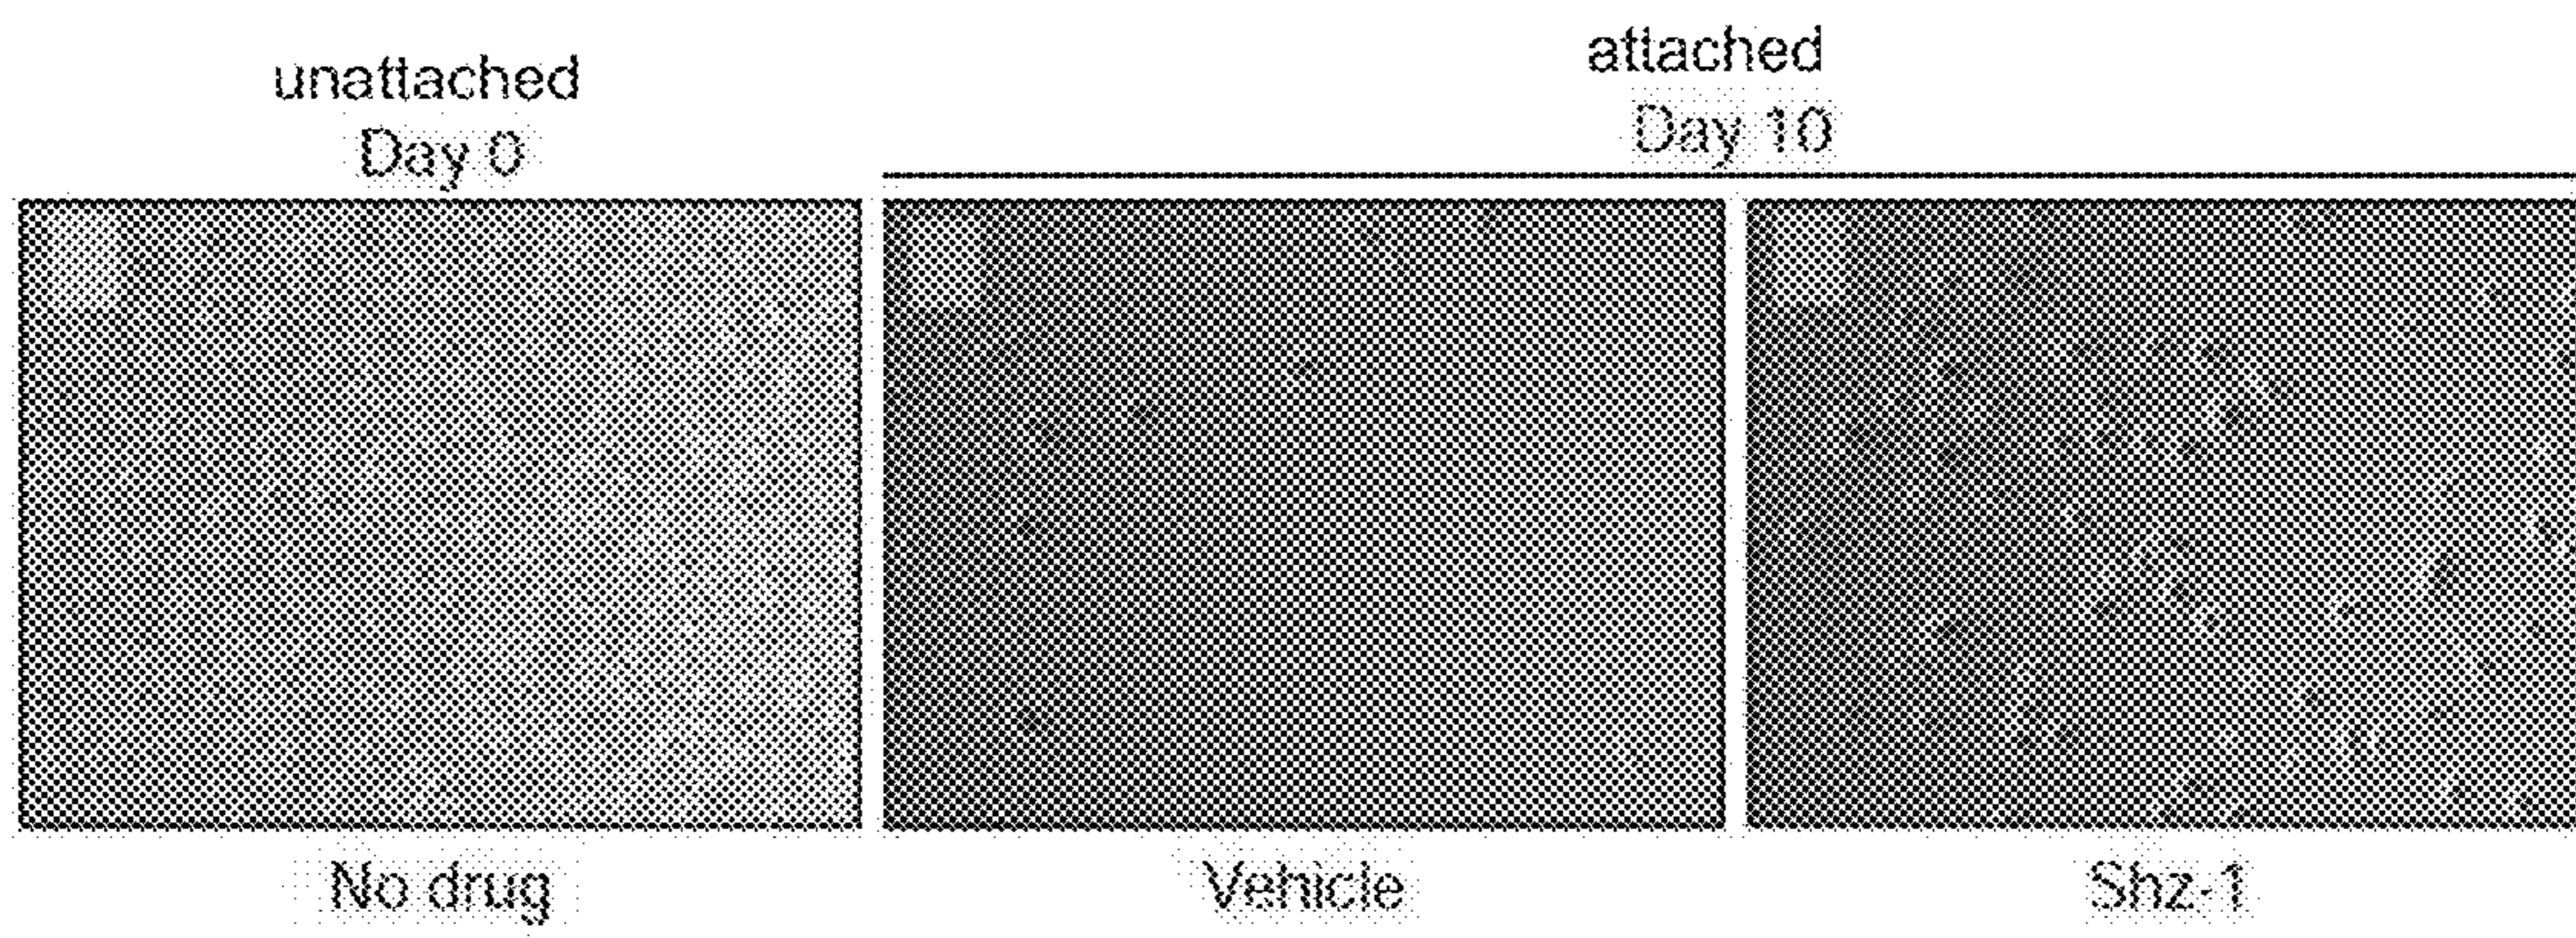 unattached
Day 0
attached
Day 10
No drug
Vehicle
Shz-1